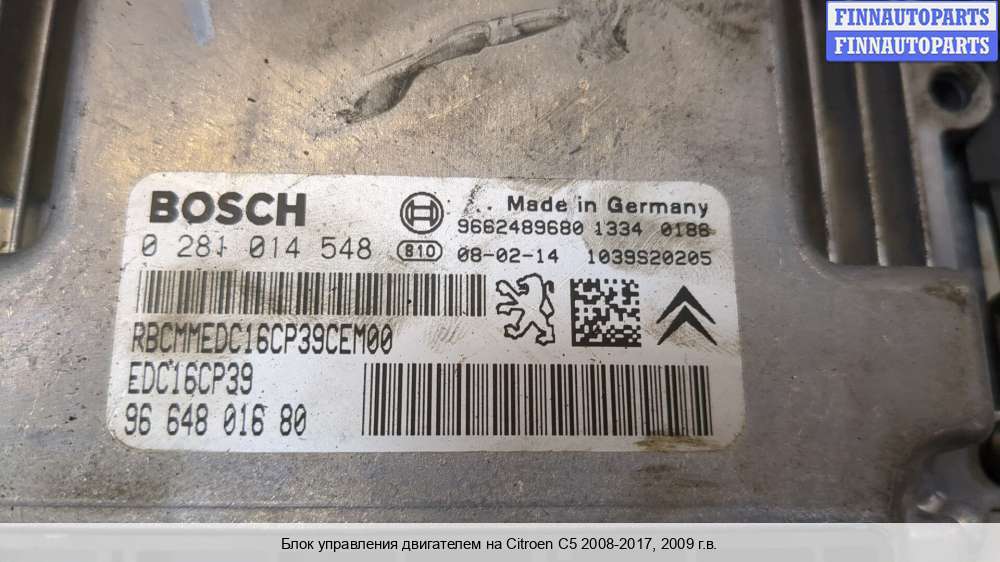 FINNAUTOPARTS
FINNAUTOPARTS
BOSCH
Made in Germany
9662489680 1334 0188
0 281 014 548 810 08-02-14 1039S20205
RBCMMEDC16CP39CEM00
EDC16CP39
96 648 016 80
Блок управления двигателем на Citroen C5 2008-2017, 2009 г.в.